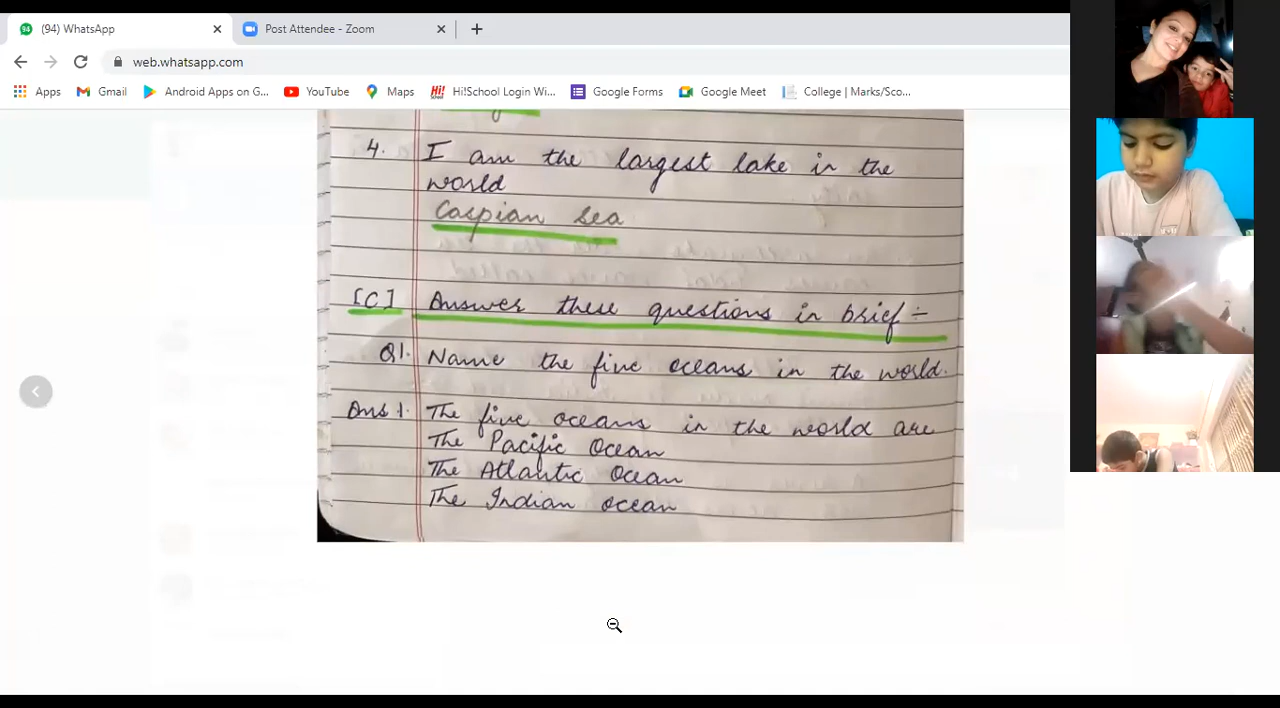 94
(94) WhatsApp
Post Attendee - Zoom
web.whatsapp.com
Apps
Gmail
Android Apps on G...
YouTube
Maps
Hi!
Hi!School Login Wi...
Google Forms
Google Meet
College | Marks/Sco...
4. I am the largest lake in the
world
Caspian sea
[C] Answer these questions in brief ÷
Q1. Name the five oceans in the world.
Ans 1. The five oceans in the world are
The Pacific Ocean
The Atlantic Ocean
The Indian ocean